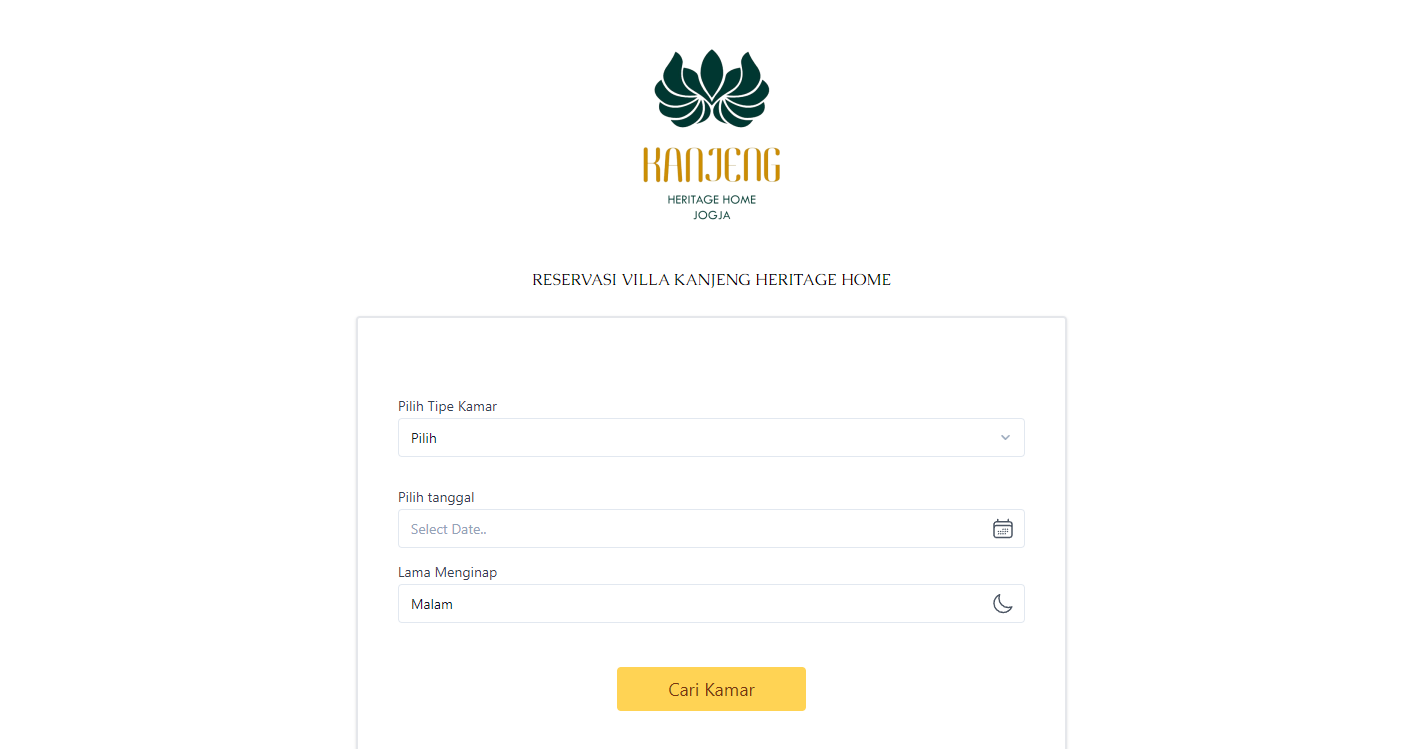 KANJENG
HERITAGE HOME
JOGJA
RESERVASI VILLA KANJENG HERITAGE HOME
Pilih Tipe Kamar
Pilih
Pilih tanggal
Select Date..
Lama Menginap
Malam
Cari Kamar